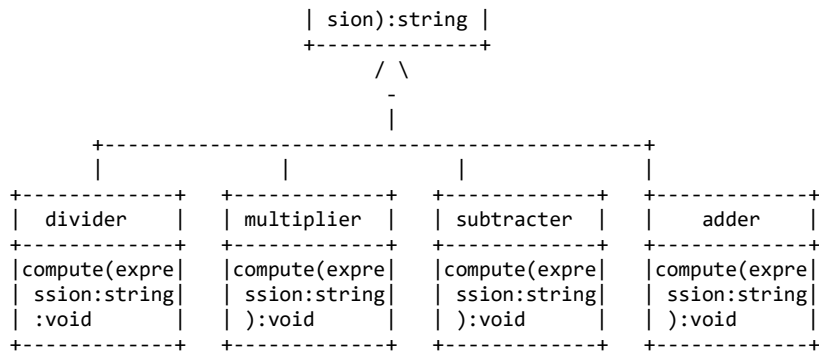 | sion):string |
+--------------+
/ \
-
|
+-----------------------------------------------+
| | | |
+--------------+ +--------------+ +--------------+ +--------------+
| divider | | multiplier | | subtracter | | adder |
+--------------+ +--------------+ +--------------+ +--------------+
|compute(expre| |compute(expre| |compute(expre| |compute(expre|
| ssion:string| | ssion:string| | ssion:string| | ssion:string|
| :void | | ):void | | ):void | | ):void |
+--------------+ +--------------+ +--------------+ +--------------+